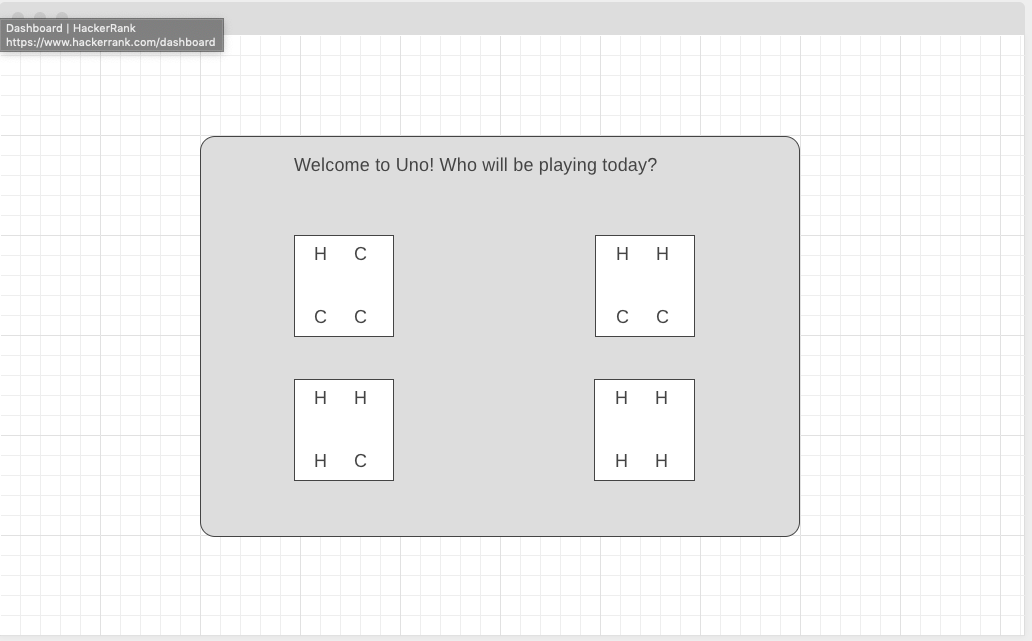 Dashboard | HackerRank
https://www.hackerrank.com/dashboard
Welcome to Uno! Who will be playing today?
H C
C C
H H
C C
H H
H C
H H
H H